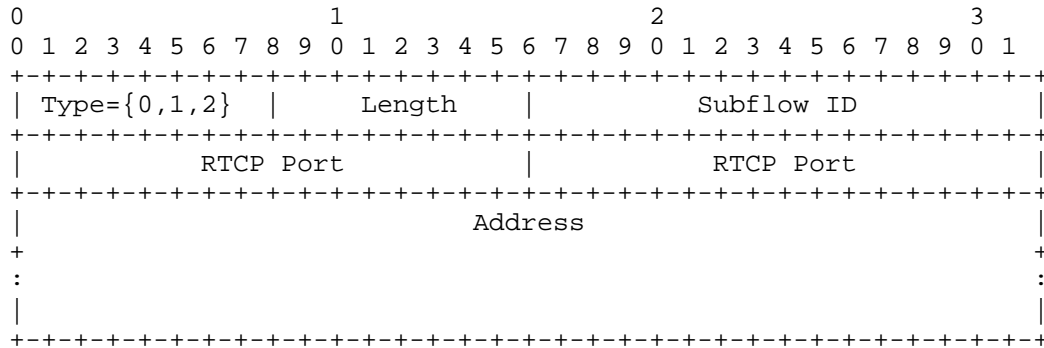 0                   1                   2                   3
0 1 2 3 4 5 6 7 8 9 0 1 2 3 4 5 6 7 8 9 0 1 2 3 4 5 6 7 8 9 0 1
+-+-+-+-+-+-+-+-+-+-+-+-+-+-+-+-+-+-+-+-+-+-+-+-+-+-+-+-+-+-+-+-+
| Type={0,1,2}  |     Length    |          Subflow ID           |
+-+-+-+-+-+-+-+-+-+-+-+-+-+-+-+-+-+-+-+-+-+-+-+-+-+-+-+-+-+-+-+-+
|           RTCP Port           |           RTCP Port           |
+-+-+-+-+-+-+-+-+-+-+-+-+-+-+-+-+-+-+-+-+-+-+-+-+-+-+-+-+-+-+-+-+
|                            Address                            |
+                                                               +
:                                                               :
|                                                               |
+-+-+-+-+-+-+-+-+-+-+-+-+-+-+-+-+-+-+-+-+-+-+-+-+-+-+-+-+-+-+-+-+